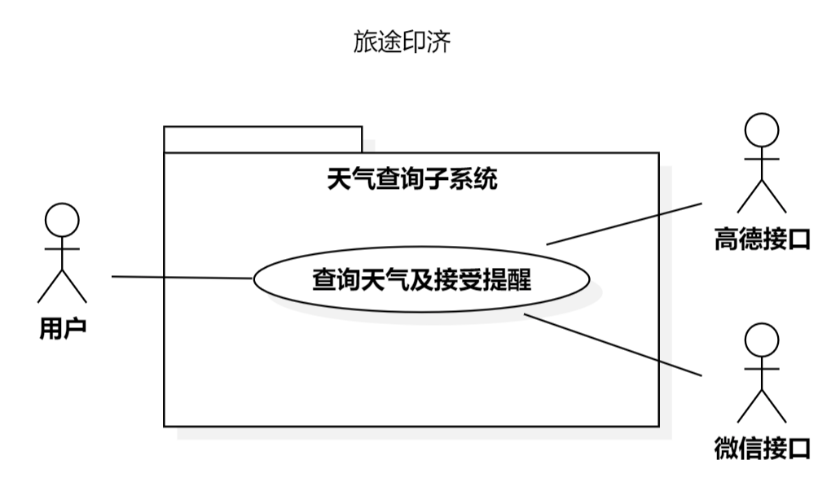 旅途印济
天气查询子系统
高德接口
查询天气及接受提醒
用户
微信接口